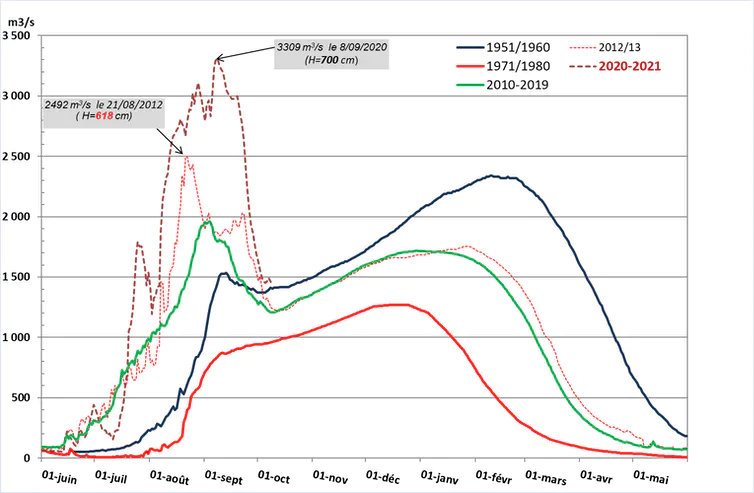 m3/s
3 500
3 000
2 500
2 000
1 500
1 000
500
0
3309 m³/s le 8/09/2020
(H=700 cm)
2492 m³/s le 21/08/2012
( H=618 cm)
1951/1960
2012/13
1971/1980
2020-2021
2010-2019
01-juin
01-juil
01-août
01-sept
01-oct
01-nov
01-déc
01-janv
01-févr
01-mars
01-avr
01-mai